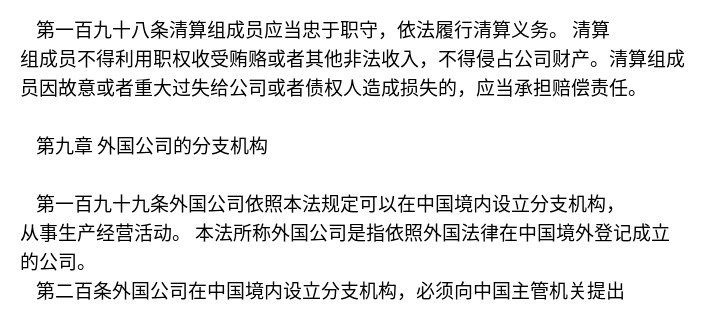 第一百九十八条清算组成员应当忠于职守，依法履行清算义务。 清算
组成员不得利用职权收受贿赂或者其他非法收入，不得侵占公司财产。清算组成
员因故意或者重大过失给公司或者债权人造成损失的，应当承担赔偿责任。
第九章 外国公司的分支机构
第一百九十九条外国公司依照本法规定可以在中国境内设立分支机构，
从事生产经营活动。 本法所称外国公司是指依照外国法律在中国境外登记成立
的公司。
第二百条外国公司在中国境内设立分支机构，必须向中国主管机关提出